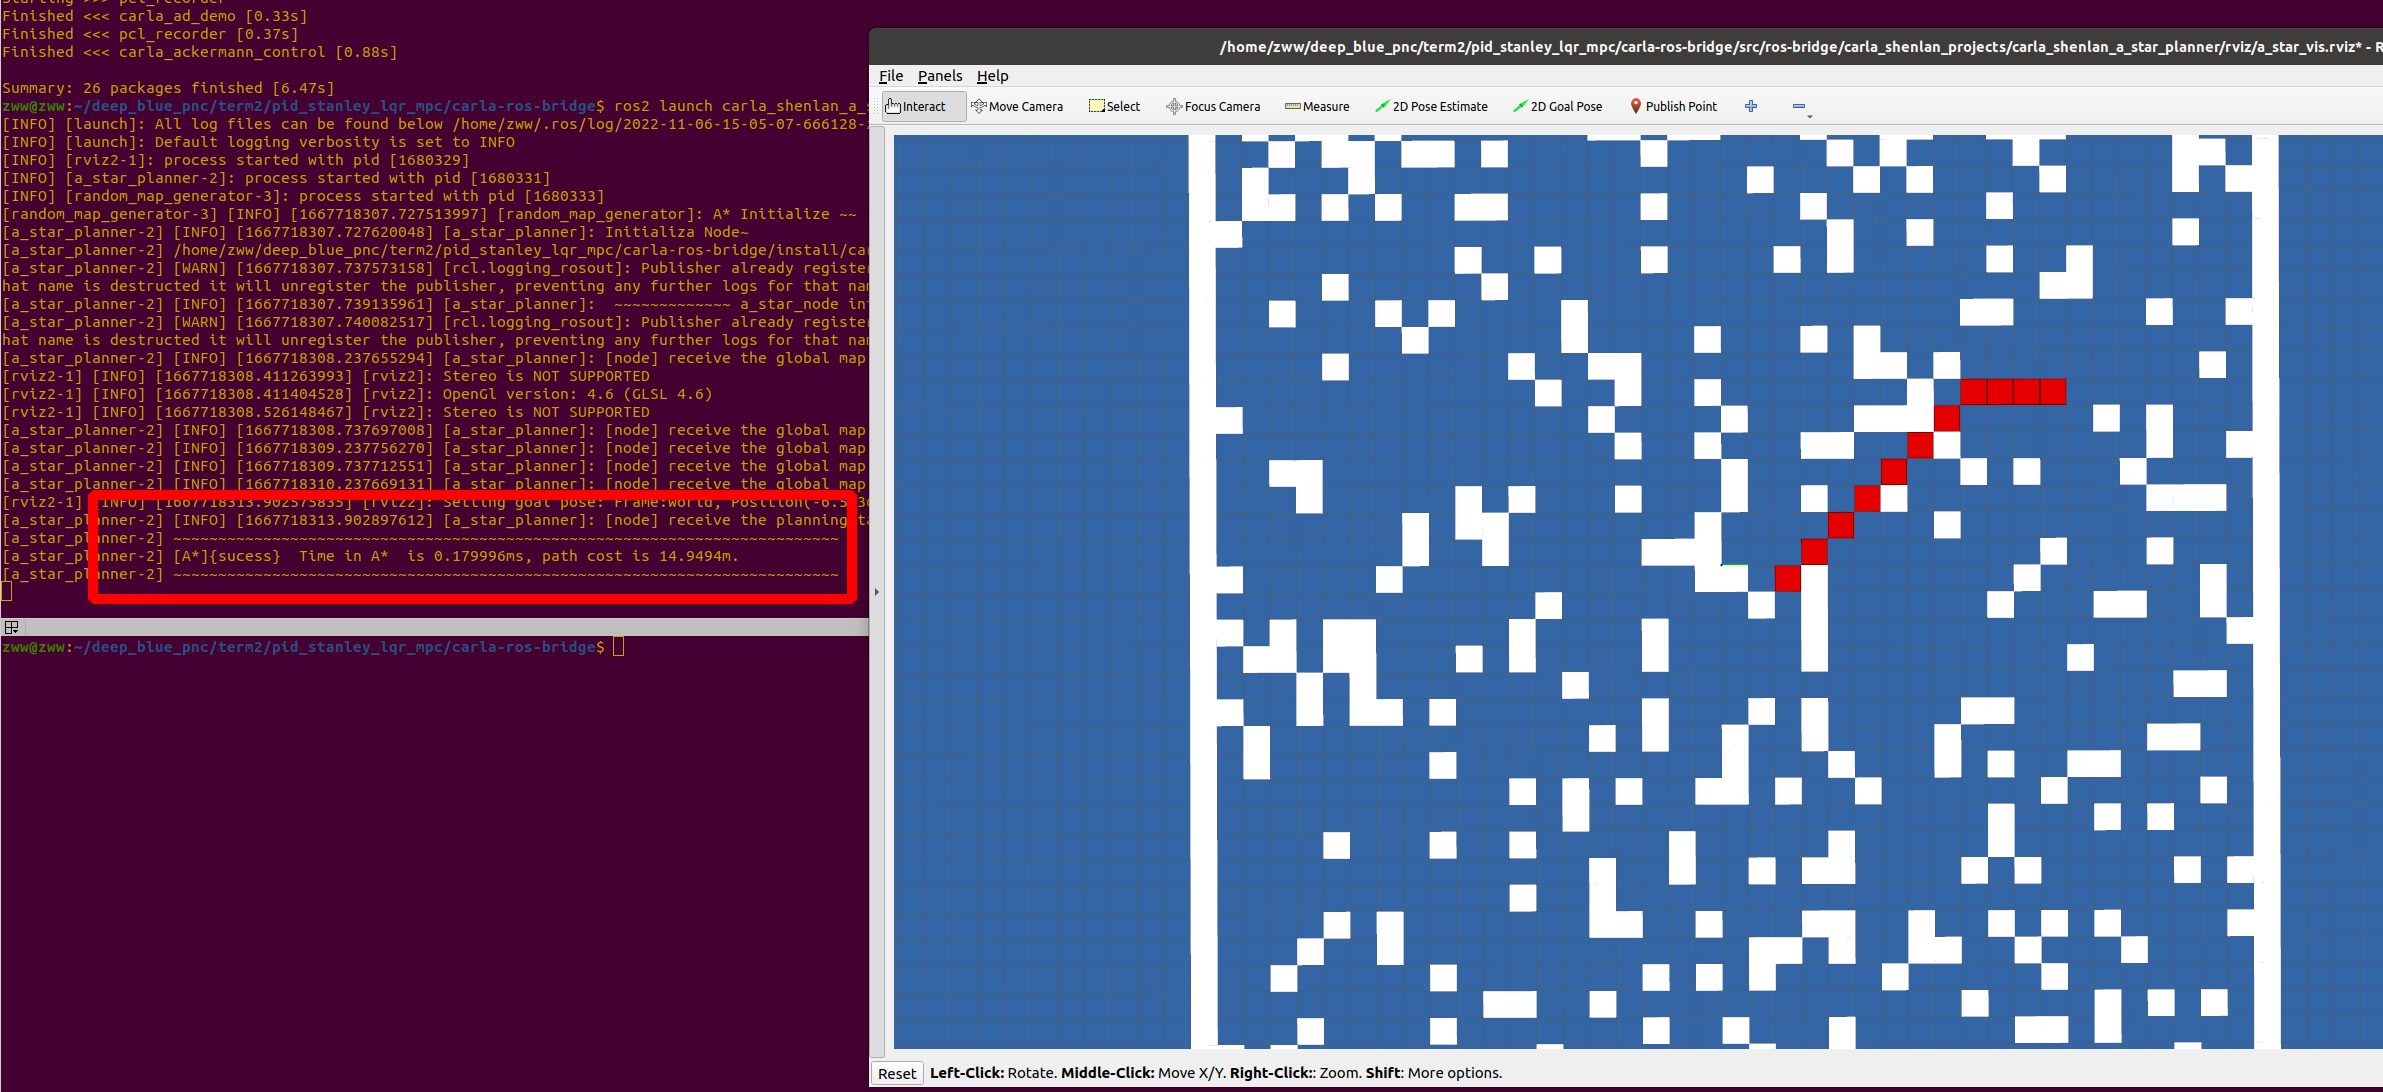 Starting >>> pcl_recorder
Finished <<< carla_ad_demo [0.33s]
Finished <<< pcl_recorder [0.37s]
Finished <<< carla_ackermann_control [0.88s]
Summary: 26 packages finished [6.47s]
zww@zww:~/deep_blue_pnc/term2/pid_stanley_lqr_mpc/carla-ros-bridge$ ros2 launch carla_shenlan_a_s
[INFO] [launch]: All log files can be found below /home/zww/.ros/log/2022-11-06-15-05-07-666128-
[INFO] [launch]: Default logging verbosity is set to INFO
[INFO] [rviz2-1]: process started with pid [1680329]
[INFO] [a_star_planner-2]: process started with pid [1680331]
[INFO] [random_map_generator-3]: process started with pid [1680333]
[random_map_generator-3] [INFO] [1667718307.727513997] [random_map_generator]: A* Initialize ~~
[a_star_planner-2] [INFO] [1667718307.727620048] [a_star_planner]: Initializa Node~
[a_star_planner-2] /home/zww/deep_blue_pnc/term2/pid_stanley_lqr_mpc/carla-ros-bridge/install/car
[a_star_planner-2] [WARN] [1667718307.737573158] [rcl.logging_rosout]: Publisher already registere
hat name is destructed it will unregister the publisher, preventing any further logs for that nam
[a_star_planner-2] [INFO] [1667718307.739135961] [a_star_planner]:  ~~~~~~~~~~~~~ a_star_node int
[a_star_planner-2] [WARN] [1667718307.740082517] [rcl.logging_rosout]: Publisher already registere
hat name is destructed it will unregister the publisher, preventing any further logs for that nam
[a_star_planner-2] [INFO] [1667718308.237655294] [a_star_planner]: [node] receive the global map
[rviz2-1] [INFO] [1667718308.411263993] [rviz2]: Stereo is NOT SUPPORTED
[rviz2-1] [INFO] [1667718308.411404528] [rviz2]: OpenGl version: 4.6 (GLSL 4.6)
[rviz2-1] [INFO] [1667718308.526148467] [rviz2]: Stereo is NOT SUPPORTED
[a_star_planner-2] [INFO] [1667718308.737697008] [a_star_planner]: [node] receive the global map
[a_star_planner-2] [INFO] [1667718309.237756270] [a_star_planner]: [node] receive the global map
[a_star_planner-2] [INFO] [1667718309.737712551] [a_star_planner]: [node] receive the global map
[a_star_planner-2] [INFO] [1667718310.237669131] [a_star_planner]: [node] receive the global map
[rviz2-1] [INFO] [1667718313.902575835] [rviz2]: Setting goal pose: Frame:world, Position(-6.5
[a_star_planner-2] [INFO] [1667718313.902897612] [a_star_planner]: [node] receive the planning
[a_star_planner-2] ~~~~~~~~~~~~~~~~~~~~~~~~~~~~~~~~~~~~~~~~~~~~~~~~~~~~~~~~~~~~~~~~~~~~~~~~~~
[a_star_planner-2] [A*]{sucess}  Time in A*  is 0.179996ms, path cost is 14.9494m.
[a_star_planner-2] ~~~~~~~~~~~~~~~~~~~~~~~~~~~~~~~~~~~~~~~~~~~~~~~~~~~~~~~~~~~~~~~~~~~~~~~~~~
zww@zww:~/deep_blue_pnc/term2/pid_stanley_lqr_mpc/carla-ros-bridge$
/home/zww/deep_blue_pnc/term2/pid_stanley_lqr_mpc/carla-ros-bridge/src/ros-bridge/carla_shenlan_projects/carla_shenlan_a_star_planner/rviz/a_star_vis.rviz* - R
File Panels Help
Interact Move Camera Select Focus Camera Measure 2D Pose Estimate 2D Goal Pose Publish Point
Reset Left-Click: Rotate. Middle-Click: Move X/Y. Right-Click:: Zoom. Shift: More options.